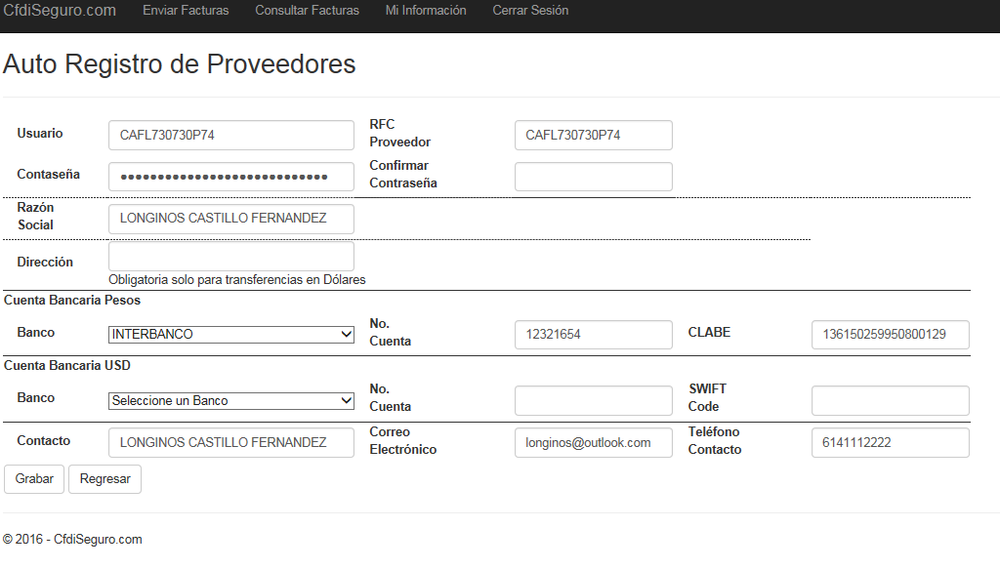 CfdiSeguro.com Enviar Facturas Consultar Facturas Mi Información Cerrar Sesión
Auto Registro de Proveedores
Usuario CAFL730730P74 RFC Proveedor CAFL730730P74
Contaseña •••••••••••••••••••••••••••• Confirmar Contraseña
Razón Social LONGINOS CASTILLO FERNANDEZ
Dirección
Obligatoria solo para transferencias en Dólares
Cuenta Bancaria Pesos
Banco INTERBANCO No. Cuenta 12321654 CLABE 136150259950800129
Cuenta Bancaria USD
Banco Seleccione un Banco No. Cuenta SWIFT Code
Contacto LONGINOS CASTILLO FERNANDEZ Correo Electrónico longinos@outlook.com Teléfono Contacto 6141112222
Grabar Regresar
© 2016 - CfdiSeguro.com